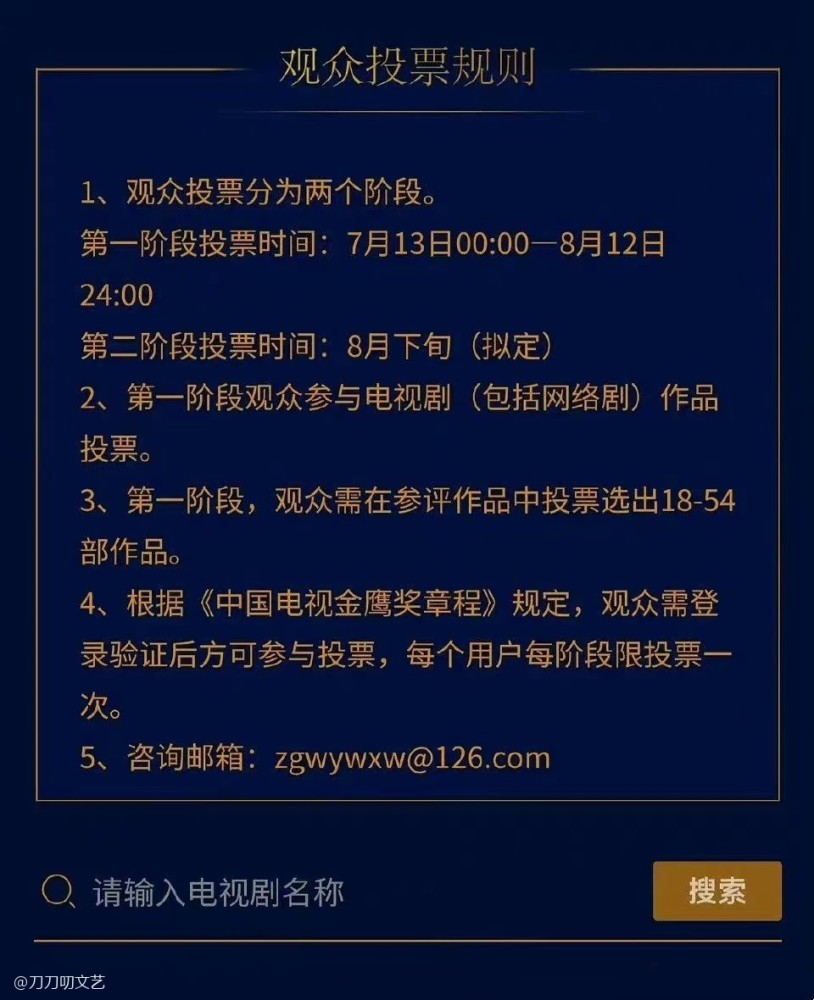 观众投票规则
1、观众投票分为两个阶段。
第一阶段投票时间：7月13日00:00—8月12日
24:00
第二阶段投票时间：8月下旬（拟定）
2、第一阶段观众参与电视剧（包括网络剧）作品
投票。
3、第一阶段，观众需在参评作品中投票选出18-54
部作品。
4、根据《中国电视金鹰奖章程》规定，观众需登
录验证后方可参与投票，每个用户每阶段限投票一
次。
5、咨询邮箱：zgwywxw@126.com
请输入电视剧名称
搜索
@刀刀叨文艺